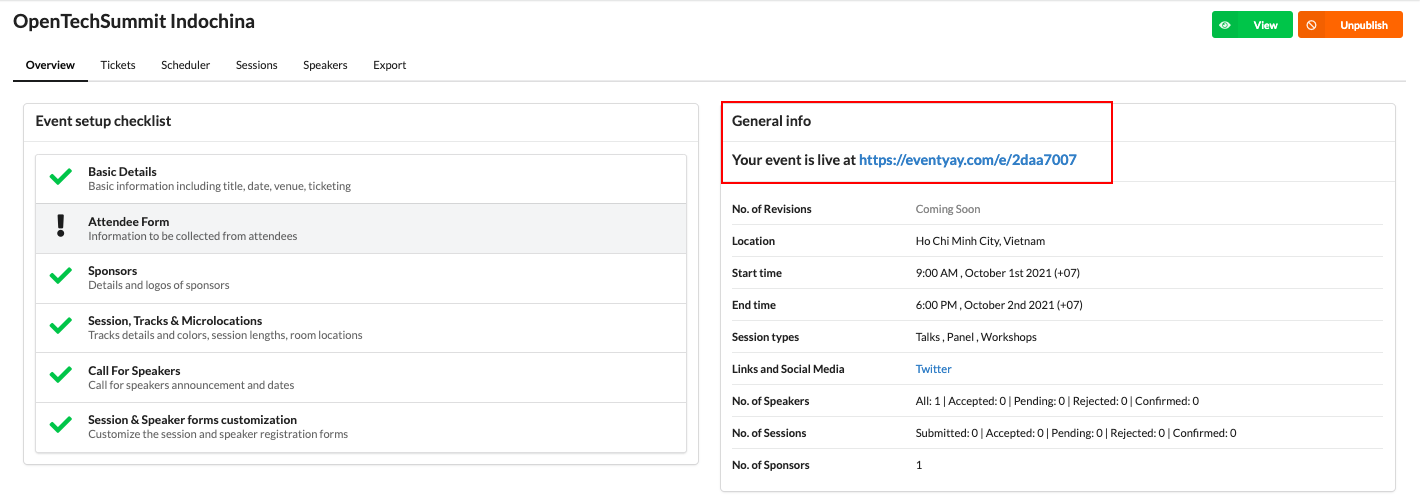 OpenTechSummit Indochina
View
Unpublish
Overview
Tickets
Scheduler
Sessions
Speakers
Export
Event setup checklist
Basic Details
Basic information including title, date, venue, ticketing
Attendee Form
Information to be collected from attendees
Sponsors
Details and logos of sponsors
Session, Tracks & Microlocations
Tracks details and colors, session lengths, room locations
Call For Speakers
Call for speakers announcement and dates
Session & Speaker forms customization
Customize the session and speaker registration forms
General info
Your event is live at https://eventyay.com/e/2daa7007
No. of Revisions Coming Soon
Location Ho Chi Minh City, Vietnam
Start time 9:00 AM , October 1st 2021 (+07)
End time 6:00 PM , October 2nd 2021 (+07)
Session types Talks , Panel , Workshops
Links and Social Media Twitter
No. of Speakers All: 1 | Accepted: 0 | Pending: 0 | Rejected: 0 | Confirmed: 0
No. of Sessions Submitted: 0 | Accepted: 0 | Pending: 0 | Rejected: 0 | Confirmed: 0
No. of Sponsors 1